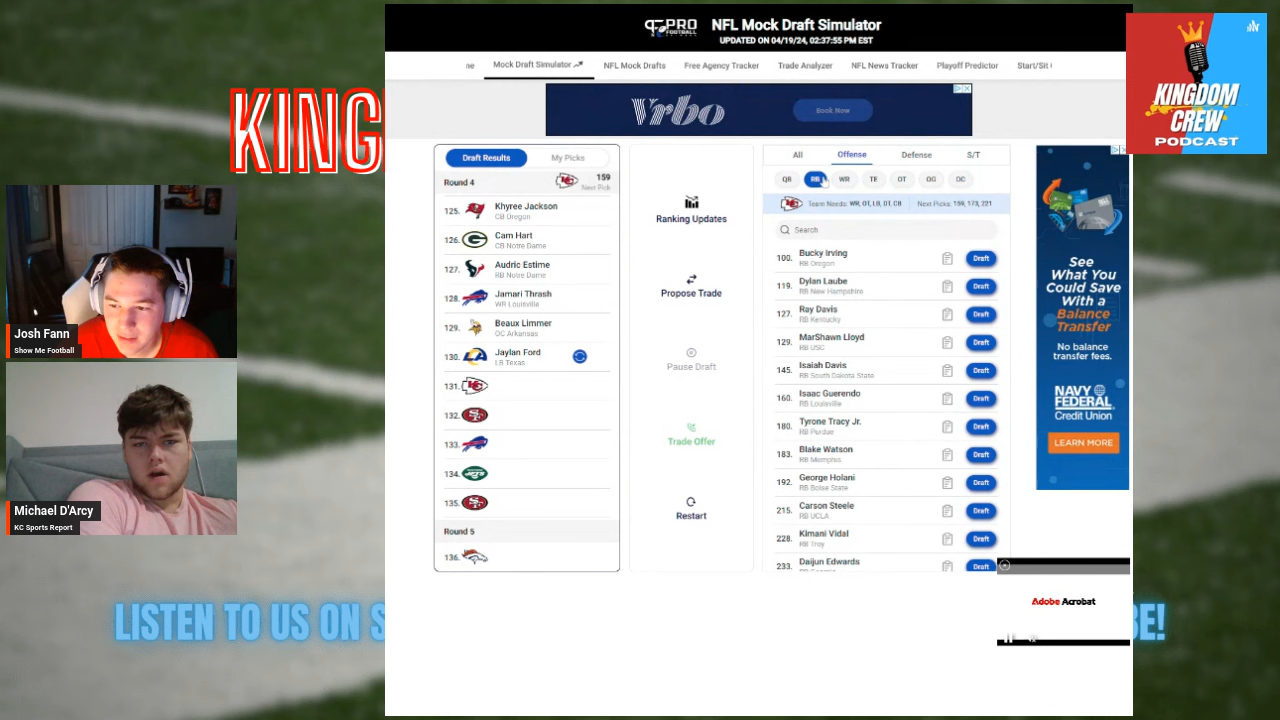 PRO
FOOTBALL
NFL Mock Draft Simulator
UPDATED ON 04/19/24, 02:37:55 PM EST
Mock Draft Simulator
NFL Mock Drafts
Free Agency Tracker
Trade Analyzer
NFL News Tracker
Playoff Predictor
Start/Sit
Vrbo
Book Now
KINGDOM
CREW
PODCAST
KING
Josh Fann
Show Me Football
Michael D'Arcy
KC Sports Report
LISTEN TO US ON S
BE!
Draft Results
My Picks
Round 4
159
Next Pick
125.
Khyree Jackson
CB Oregon
126.
Cam Hart
CB Notre Dame
127.
Audric Estime
RB Notre Dame
128.
Jamari Thrash
WR Louisville
129.
Beaux Limmer
OC Arkansas
130.
Jaylan Ford
LB Texas
131.
132.
133.
134.
135.
Round 5
136.
Ranking Updates
Propose Trade
Pause Draft
Trade Offer
Restart
All
Offense
Defense
S/T
QB
RB
WR
TE
OT
OG
OC
Team Needs: WR, OT, LB, DT, CB
Next Picks: 159, 173, 221
Search
100.
Bucky Irving
RB Oregon
Draft
119.
Dylan Laube
RB New Hampshire
Draft
127.
Ray Davis
RB Kentucky
Draft
129.
MarShawn Lloyd
RB USC
Draft
145.
Isaiah Davis
RB South Dakota State
Draft
160.
Isaac Guerendo
RB Louisville
Draft
180.
Tyrone Tracy Jr.
RB Purdue
Draft
183.
Blake Watson
RB Memphis
Draft
192.
George Holani
RB Boise State
Draft
215.
Carson Steele
RB UCLA
Draft
228.
Kimani Vidal
RB Troy
Draft
233.
Daijun Edwards
Draft
See
What You
Could Save
With a
Balance
Transfer
No balance
transfer fees.
NAVY
FEDERAL
Credit Union
LEARN MORE
Adobe Acrobat